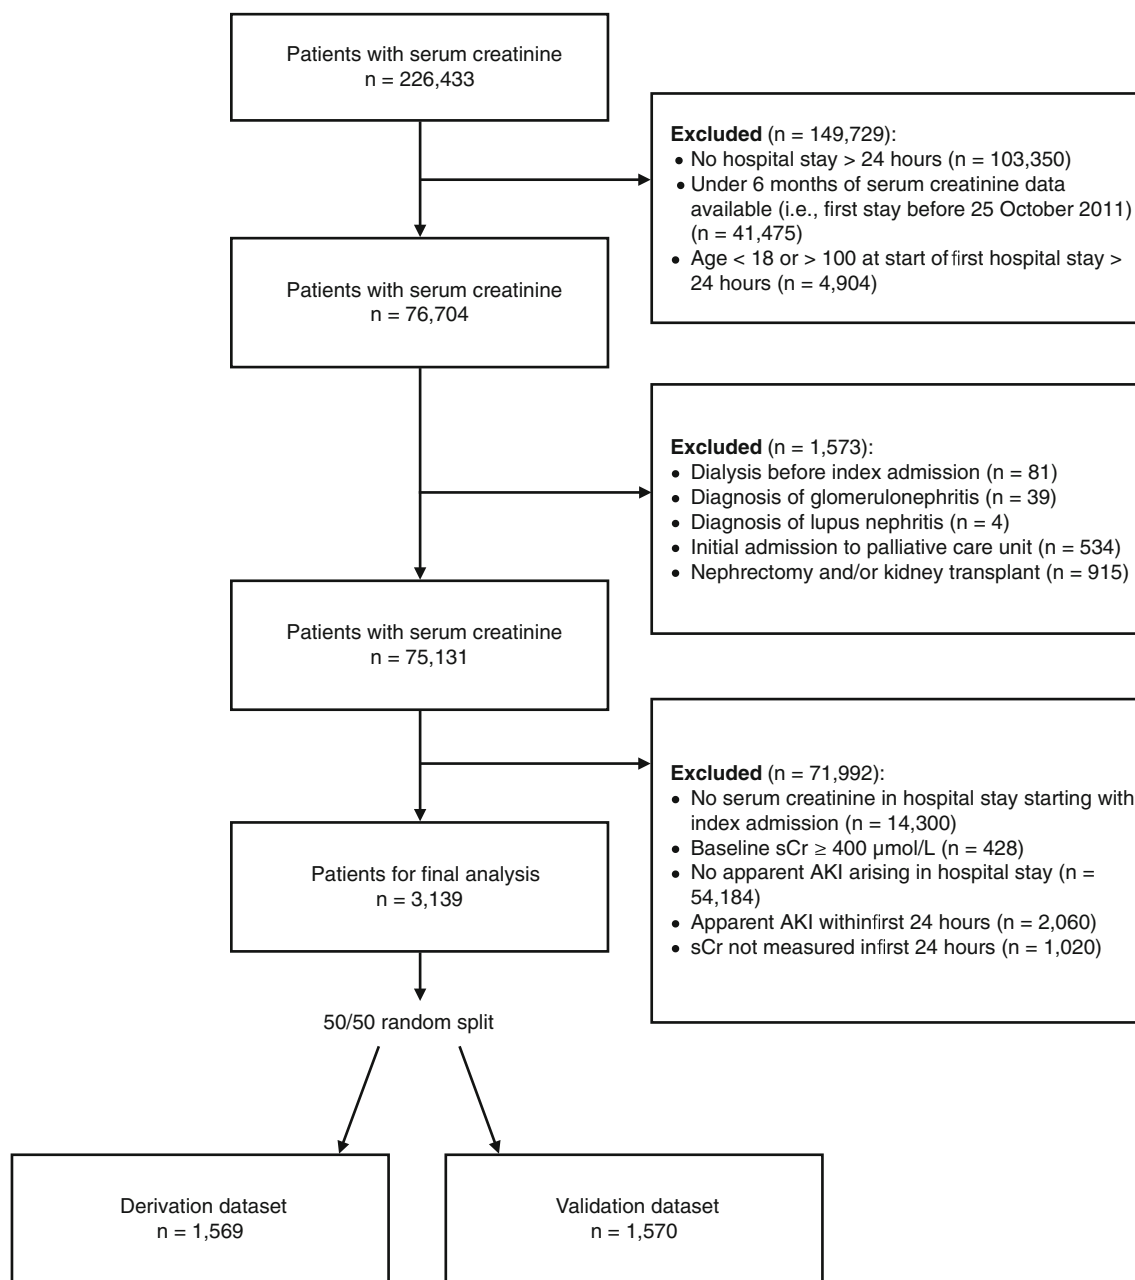 Patients with serum creatinine
n = 226,433
Excluded (n = 149,729):
• No hospital stay > 24 hours (n = 103,350)
• Under 6 months of serum creatinine data
available (i.e., first stay before 25 October 2011)
(n = 41,475)
• Age < 18 or > 100 at start of first hospital stay >
24 hours (n = 4,904)
Patients with serum creatinine
n = 76,704
Excluded (n = 1,573):
• Dialysis before index admission (n = 81)
• Diagnosis of glomerulonephritis (n = 39)
• Diagnosis of lupus nephritis (n = 4)
• Initial admission to palliative care unit (n = 534)
• Nephrectomy and/or kidney transplant (n = 915)
Patients with serum creatinine
n = 75,131
Excluded (n = 71,992):
• No serum creatinine in hospital stay starting with
index admission (n = 14,300)
• Baseline sCr ≥ 400 μmol/L (n = 428)
• No apparent AKI arising in hospital stay (n =
54,184)
• Apparent AKI withinfirst 24 hours (n = 2,060)
• sCr not measured infirst 24 hours (n = 1,020)
Patients for final analysis
n = 3,139
50/50 random split
Derivation dataset
n = 1,569
Validation dataset
n = 1,570